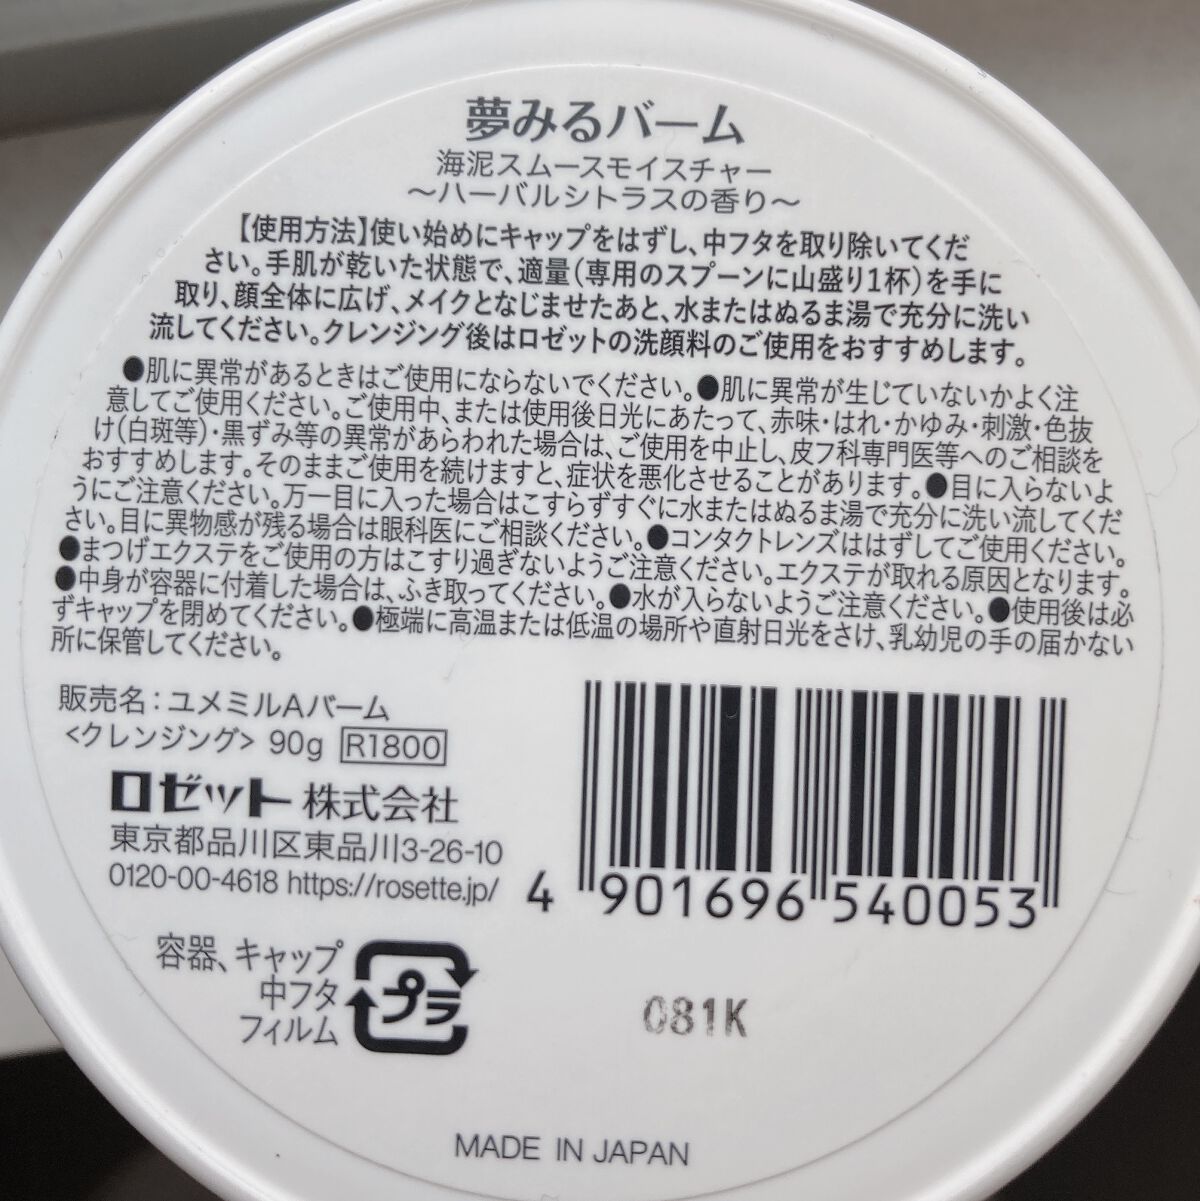 夢みるバーム
海泥スムースモイスチャー
〜ハーバルシトラスの香り〜
【使用方法】使い始めにキャップをはずし、中フタを取り除いてくだ
さい。手肌が乾いた状態で、適量(専用のスプーンに山盛り1杯)を手に
取り、顔全体に広げ、メイクとなじませたあと、水またはぬるま湯で充分に洗い
流してください。クレンジング後はロゼットの洗顔料のご使用をおすすめします。
●肌に異常があるときはご使用にならないでください。●肌に異常が生じていないかよく注
意してご使用ください。ご使用中、または使用後日光にあたって、赤味・はれ・かゆみ・刺激・色抜
け(白斑等)・黒ずみ等の異常があらわれた場合は、ご使用を中止し、皮フ科専門医等へのご相談を
おすすめします。そのままご使用を続けますと、症状を悪化させることがあります。●目に入らないよ
うにご注意ください。万一目に入った場合はこすらずすぐに水またはぬるま湯で充分に洗い流してくだ
さい。目に異物感が残る場合は眼科医にご相談ください。●コンタクトレンズははずしてご使用ください。
●まつげエクステをご使用の方はこすり過ぎないようご注意ください。エクステが取れる原因となります。
●中身が容器に付着した場合は、ふき取ってください。●水が入らないようご注意ください。●使用後は必
ずキャップを閉めてください。●極端に高温または低温の場所や直射日光をさけ、乳幼児の手の届かない
所に保管してください。
販売名:ユメミルAバーム
<クレンジング> 90g R1800
ロゼット株式会社
東京都品川区東品川3-26-10
0120-00-4618 https://rosette.jp/
4 901696 540053
容器、キャップ
中フタ
フィルム
プラ
081K
MADE IN JAPAN